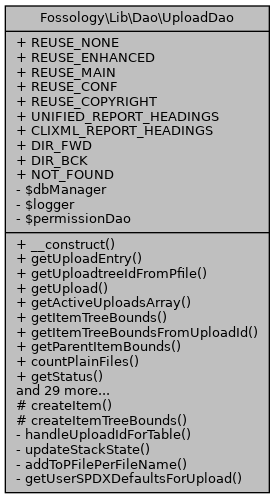 Fossology\Lib\Dao\UploadDao
+ REUSE_NONE
+ REUSE_ENHANCED
+ REUSE_MAIN
+ REUSE_CONF
+ REUSE_COPYRIGHT
+ UNIFIED_REPORT_HEADINGS
+ CLIXML_REPORT_HEADINGS
+ DIR_FWD
+ DIR_BCK
+ NOT_FOUND
- $dbManager
- $logger
- $permissionDao
+ __construct()
+ getUploadEntry()
+ getUploadtreeIdFromPfile()
+ getUpload()
+ getActiveUploadsArray()
+ getItemTreeBounds()
+ getItemTreeBoundsFromUploadId()
+ getParentItemBounds()
+ countPlainFiles()
+ getStatus()
and 29 more...
# createItem()
# createItemTreeBounds()
- handleUploadIdForTable()
- updateStackState()
- addToPFilePerFileName()
- getUserSPDXDefaultsForUpload()